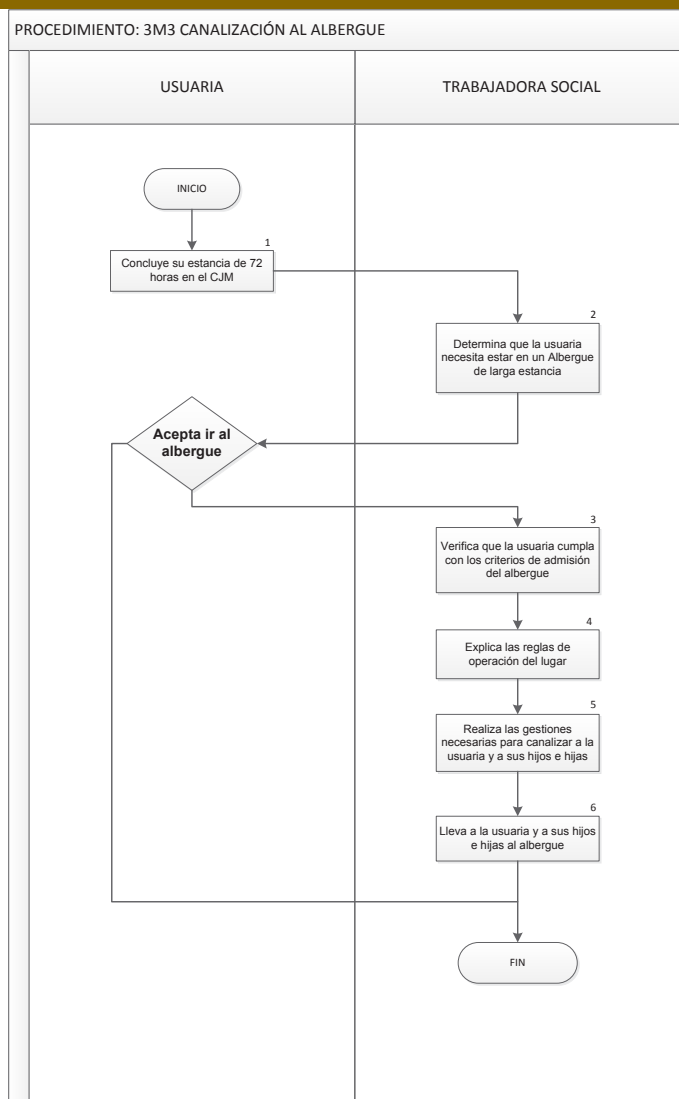 PROCEDIMIENTO: 3M3 CANALIZACIÓN AL ALBERGUE
USUARIA
TRABAJADORA SOCIAL
INICIO
1
Concluye su estancia de 72
horas en el CJM
2
Determina que la usuaria
necesita estar en un Albergue
de larga estancia
Acepta ir al
albergue
3
Verifica que la usuaria cumpla
con los criterios de admisión
del albergue
4
Explica las reglas de
operación del lugar
5
Realiza las gestiones
necesarias para canalizar a la
usuaria y a sus hijos e hijas
6
Lleva a la usuaria y a sus hijos
e hijas al albergue
FIN